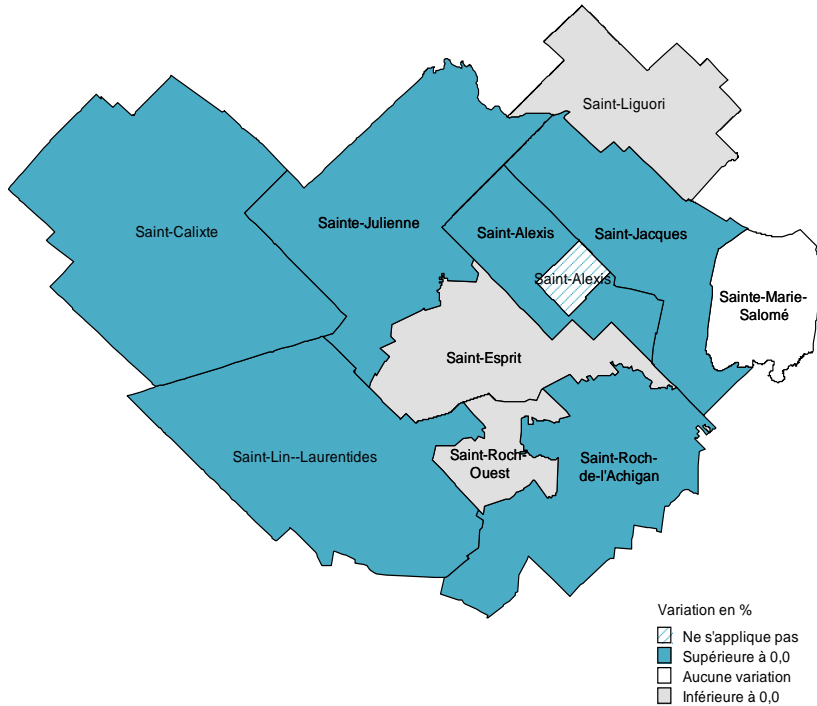 Saint-Liguori
Saint-Calixte
Sainte-Julienne
Saint-Alexis
Saint-Jacques
Saint-Alexis
Sainte-Marie-
Salomé
Saint-Esprit
Saint-Lin--Laurentides
Saint-Roch-
Ouest
Saint-Roch-
de-l'Achigan
Variation en %
Ne s'applique pas
Supérieure à 0,0
Aucune variation
Inférieure à 0,0